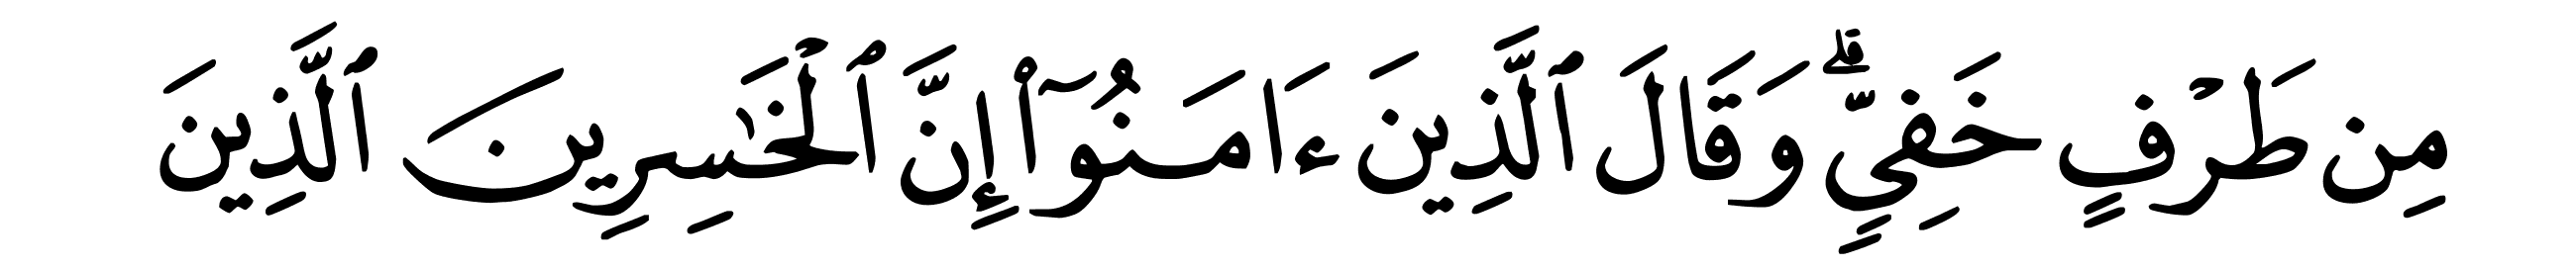 مِن طَرۡفٍ خَفِيّٖۗ وَقَالَ ٱلَّذِينَ ءَامَنُوٓاْ إِنَّ ٱلۡخَٰسِرِينَ ٱلَّذِينَ